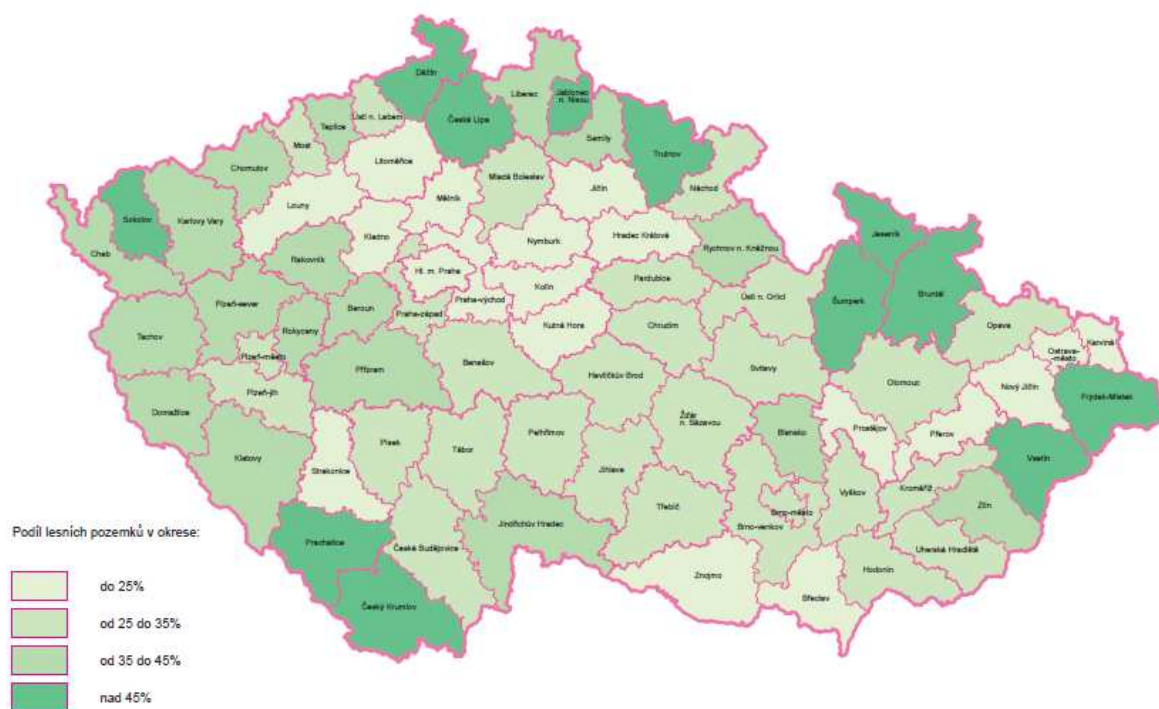 Děčín
Liberec
Jablonec
n. Nisou
Česká Lípa
Ústí n. Labem
Teplice
Semily
Trutnov
Most
Litoměřice
Chomutov
Mladá Boleslav
Jičín
Náchod
Louny
Mělník
Sokolov
Karlovy Vary
Kladno
Nymburk
Hradec Králové
Rychnov n. Kněžnou
Jeseník
Cheb
Rakovník
Hl. m. Praha
Pardubice
Kolín
Praha-východ
Šumperk
Bruntál
Plzeň-sever
Beroun
Praha-západ
Ústí n. Orlicí
Tachov
Rokycany
Kutná Hora
Chrudim
Opava
Karviná
Ostrava-
město
Plzeň-město
Benešov
Příbram
Havlíčkův Brod
Svitavy
Olomouc
Nový Jičín
Frýdek-Místek
Plzeň-jih
Domažlice
Žďár
n. Sázavou
Blansko
Prostějov
Přerov
Pelhřimov
Písek
Tábor
Klatovy
Strakonice
Jihlava
Vsetín
Vyškov
Kroměříž
Třebíč
Brno-město
Zlín
Jindřichův Hradec
Brno-venkov
Podíl lesních pozemků v okrese:
Prachatice
České Budějovice
Uherské Hradiště
Hodonín
Znojmo
Český Krumlov
Břeclav
do 25%
od 25 do 35%
od 35 do 45%
nad 45%